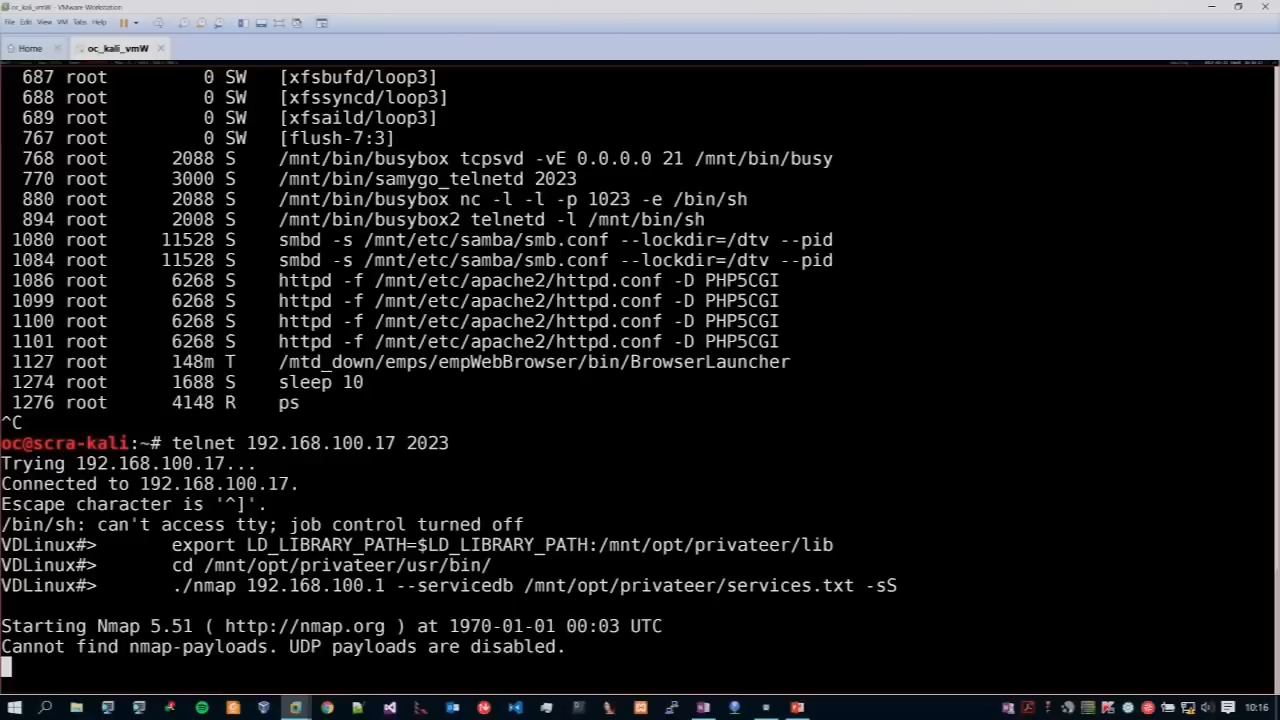 oc_kali_vmW - VMware Workstation
File Edit View VM Tabs Help
Home
oc_kali_vmW
687 root 0 SW [xfsbufd/loop3]
688 root 0 SW [xfssyncd/loop3]
689 root 0 SW [xfsaild/loop3]
767 root 0 SW [flush-7:3]
768 root 2088 S /mnt/bin/busybox tcpsvd -vE 0.0.0.0 21 /mnt/bin/busy
770 root 3000 S /mnt/bin/samygo_telnetd 2023
880 root 2088 S /mnt/bin/busybox nc -l -l -p 1023 -e /bin/sh
894 root 2008 S /mnt/bin/busybox2 telnetd -l /mnt/bin/sh
1080 root 11528 S smbd -s /mnt/etc/samba/smb.conf --lockdir=/dtv --pid
1084 root 11528 S smbd -s /mnt/etc/samba/smb.conf --lockdir=/dtv --pid
1086 root 6268 S httpd -f /mnt/etc/apache2/httpd.conf -D PHP5CGI
1099 root 6268 S httpd -f /mnt/etc/apache2/httpd.conf -D PHP5CGI
1100 root 6268 S httpd -f /mnt/etc/apache2/httpd.conf -D PHP5CGI
1101 root 6268 S httpd -f /mnt/etc/apache2/httpd.conf -D PHP5CGI
1127 root 148m T /mtd_down/emps/empWebBrowser/bin/BrowserLauncher
1274 root 1688 S sleep 10
1276 root 4148 R ps
^C
oc@scra-kali:~# telnet 192.168.100.17 2023
Trying 192.168.100.17...
Connected to 192.168.100.17.
Escape character is '^]'.
/bin/sh: can't access tty; job control turned off
VDLinux#> export LD_LIBRARY_PATH=$LD_LIBRARY_PATH:/mnt/opt/privateer/lib
VDLinux#> cd /mnt/opt/privateer/usr/bin/
VDLinux#> ./nmap 192.168.100.1 --servicedb /mnt/opt/privateer/services.txt -sS
Starting Nmap 5.51 ( http://nmap.org ) at 1970-01-01 00:03 UTC
Cannot find nmap-payloads. UDP payloads are disabled.
10:16